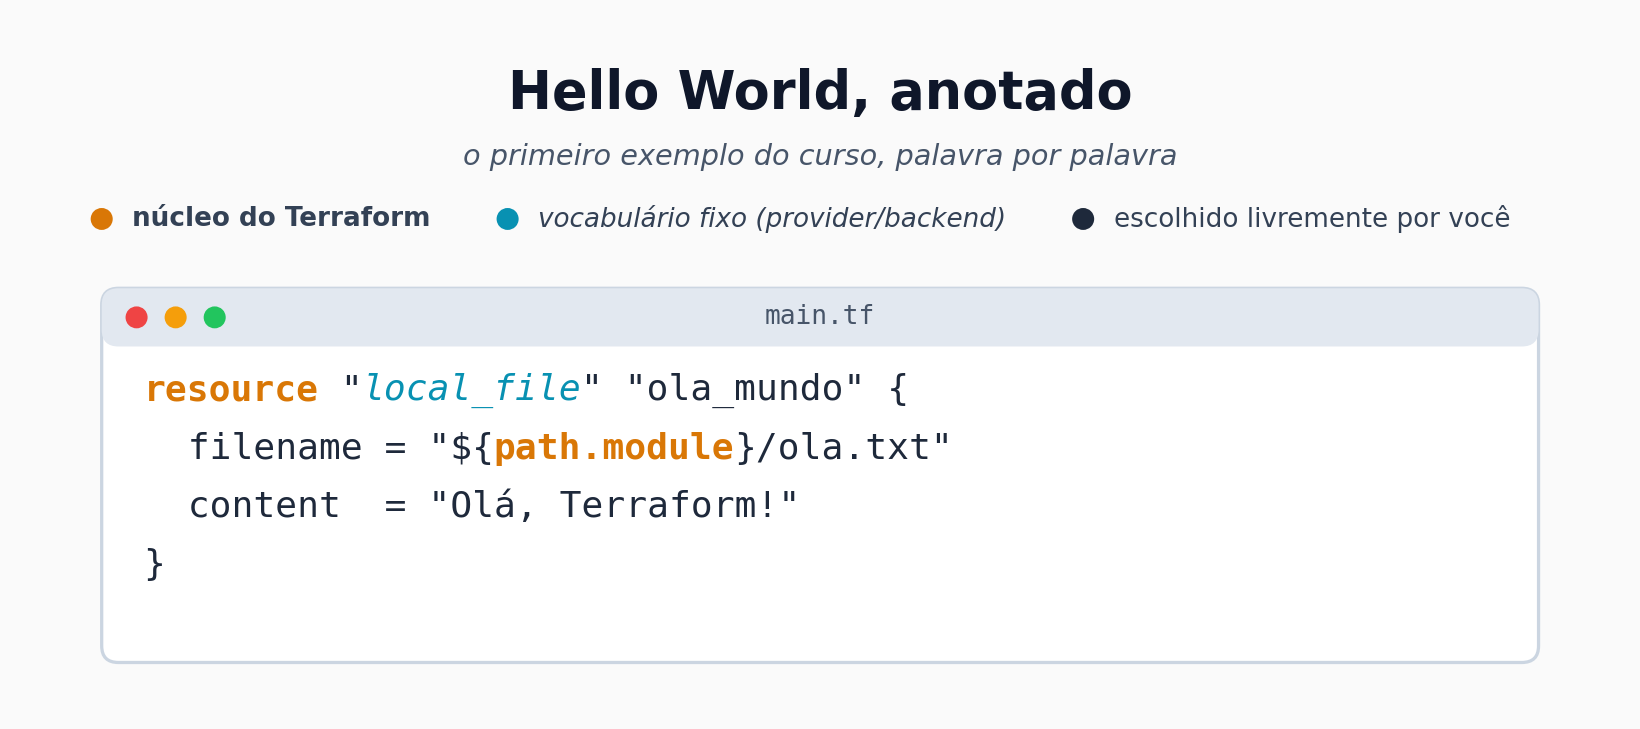 Hello World, anotado
o primeiro exemplo do curso, palavra por palavra
núcleo do Terraform vocabulário fixo (provider/backend) escolhido livremente por você
main.tf
resource "local_file" "ola_mundo" {
  filename = "${path.module}/ola.txt"
  content  = "Olá, Terraform!"
}